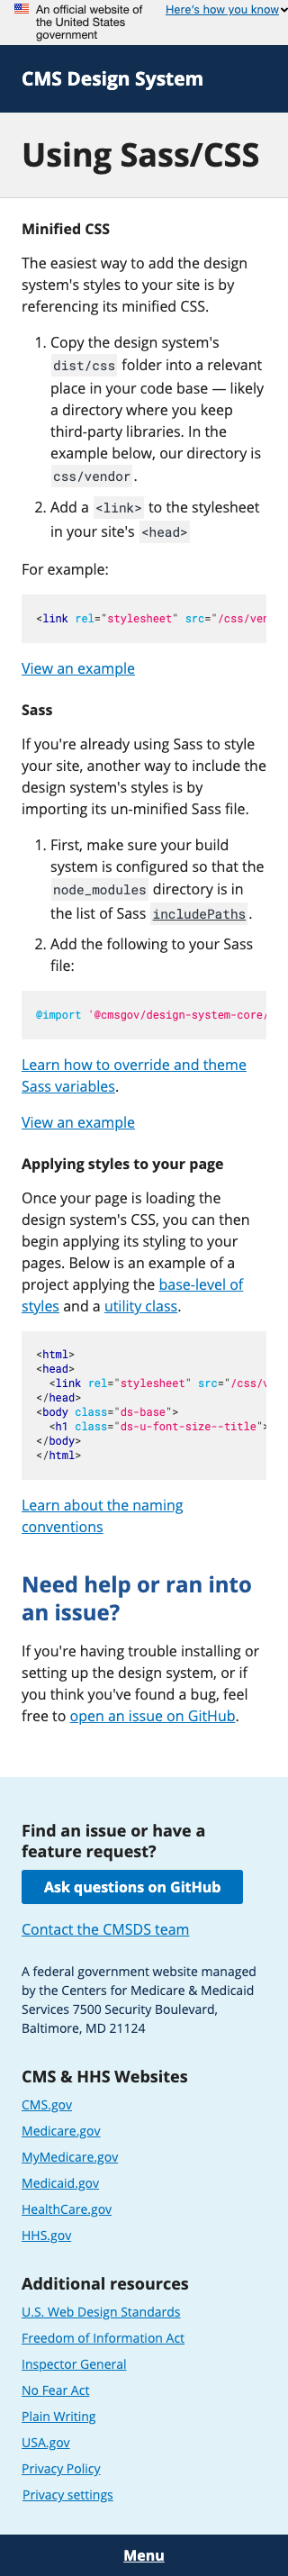 An official website of
the United States
government
Here's how you know
CMS Design System
Using Sass/CSS
Minified CSS
The easiest way to add the design
system's styles to your site is by
referencing its minified CSS.
1. Copy the design system's
dist/css folder into a relevant
place in your code base — likely
a directory where you keep
third-party libraries. In the
example below, our directory is
css/vendor.
2. Add a <link> to the stylesheet
in your site's <head>
For example:
<link rel="stylesheet" src="/css/ven
View an example
Sass
If you're already using Sass to style
your site, another way to include the
design system's styles is by
importing its un-minified Sass file.
1. First, make sure your build
system is configured so that the
node_modules directory is in
the list of Sass includePaths.
2. Add the following to your Sass
file:
@import '@cmsgov/design-system-core/
Learn how to override and theme
Sass variables.
View an example
Applying styles to your page
Once your page is loading the
design system's CSS, you can then
begin applying its styling to your
pages. Below is an example of a
project applying the base-level of
styles and a utility class.
<html>
<head>
<link rel="stylesheet" src="/css/v
</head>
<body class="ds-base">
<h1 class="ds-u-font-size--title">
</body>
</html>
Learn about the naming
conventions
Need help or ran into
an issue?
If you're having trouble installing or
setting up the design system, or if
you think you've found a bug, feel
free to open an issue on GitHub.
Find an issue or have a
feature request?
Ask questions on GitHub
Contact the CMSDS team
A federal government website managed
by the Centers for Medicare & Medicaid
Services 7500 Security Boulevard,
Baltimore, MD 21124
CMS & HHS Websites
CMS.gov
Medicare.gov
MyMedicare.gov
Medicaid.gov
HealthCare.gov
HHS.gov
Additional resources
U.S. Web Design Standards
Freedom of Information Act
Inspector General
No Fear Act
Plain Writing
USA.gov
Privacy Policy
Privacy settings
Menu